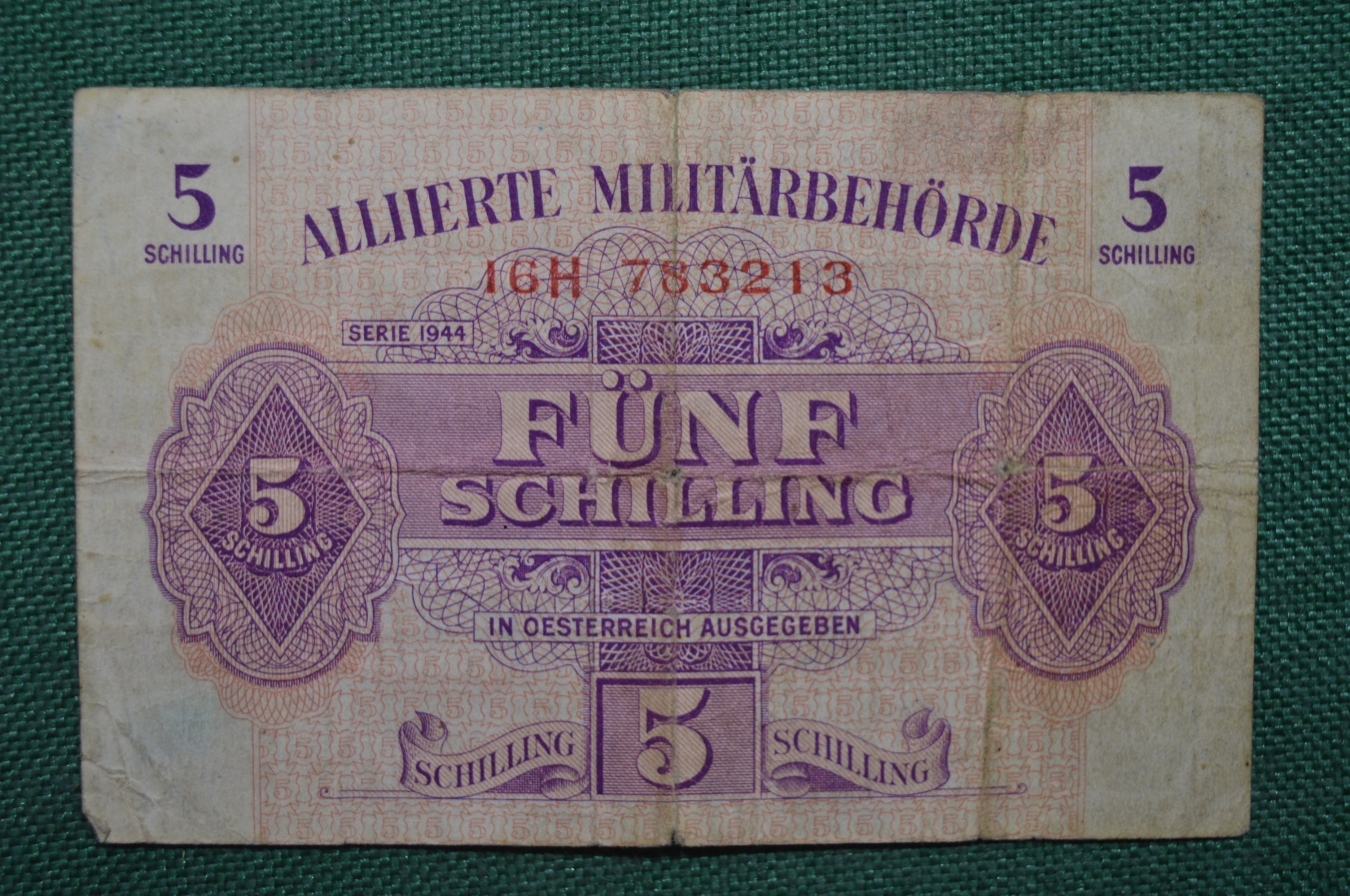 5 SCHILLING
ALLIIERTE MILITÄRBEHÖRDE
5 SCHILLING
16H 783213
SERIE 1944
FÜNF
SCHILLING
5 SCHILLING
5 SCHILLING
IN OESTERREICH AUSGEGEBEN
SCHILLING 5 SCHILLING